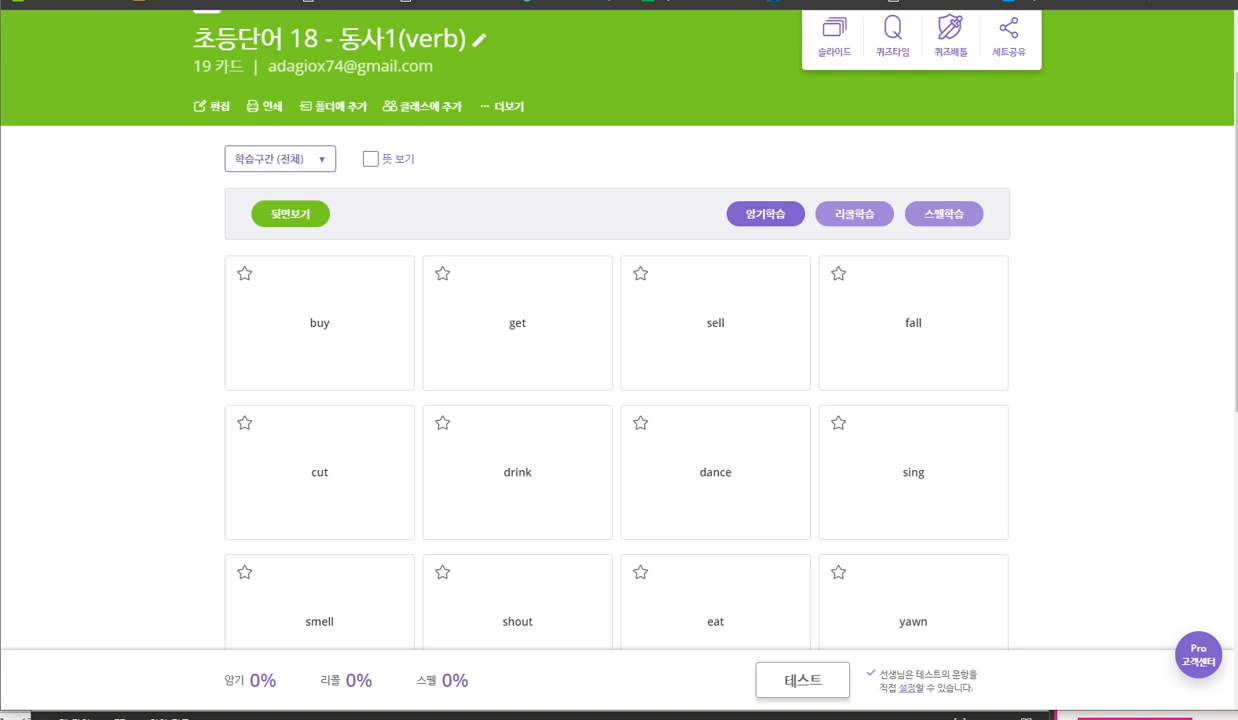 초등단어 18 - 동사1(verb)
19 카드 | adagiox74@gmail.com
슬라이드 퀴즈타임 퀴즈배틀 세트공유
편집 인쇄 폴더에 추가 클래스에 추가 ··· 더보기
학습구간 (전체) ▼ 뜻 보기
뒷면보기 암기학습 리콜학습 스펠학습
buy get sell fall
cut drink dance sing
smell shout eat yawn
Pro
고객센터
암기 0% 리콜 0% 스펠 0% 테스트
선생님은 테스트의 문항을
직접 설정할 수 있습니다.